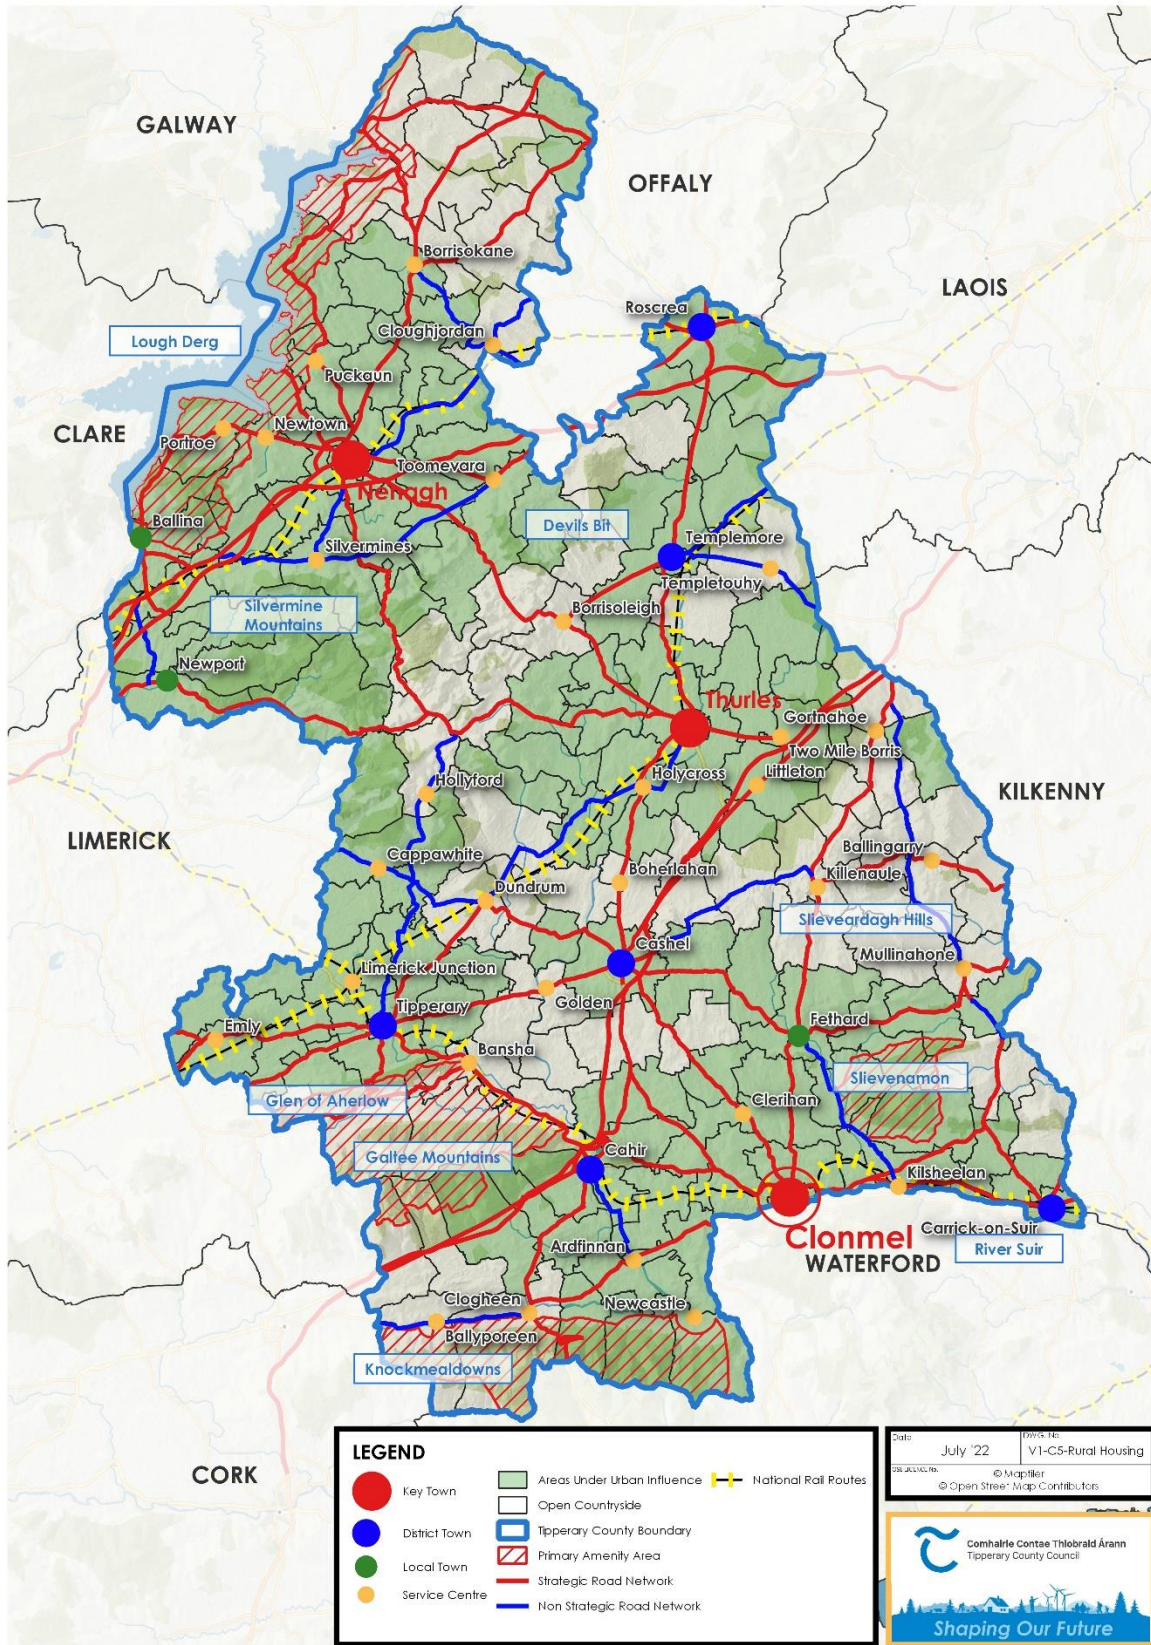 GALWAY
OFFALY
LAOIS
Borrisokane
Roscrea
Cloughjordan
Lough Derg
Puckaun
CLARE
Portroe
Newtown
Toomevara
Nenagh
Ballina
Devils Bit
Templemore
Silvermines
Templetouhy
Silvermine
Mountains
Borrisoleigh
Newport
Thurles
Gortnahoe
Two Mile Borris
Holycross
Littleton
Hollyford
KILKENNY
LIMERICK
Cappawhite
Ballingarry
Boherlahan
Killenaule
Dundrum
Slieveardagh Hills
Cashel
Mullinahone
Limerick Junction
Golden
Tipperary
Fethard
Emly
Bansha
Slievenamon
Glen of Aherlow
Clerihan
Galtee Mountains
Cahir
Kilsheelan
Carrick-on-Suir
Clonmel
River Suir
WATERFORD
Ardfinnan
Clogheen
Newcastle
Ballyporeen
Knockmealdowns
CORK
LEGEND
Key Town
District Town
Local Town
Service Centre
Areas Under Urban Influence
Open Countryside
Tipperary County Boundary
Primary Amenity Area
Strategic Road Network
Non Strategic Road Network
National Rail Routes
Date
July '22
DWG. No.
V1-C5-Rural Housing
© Maptiler
© Open Street Map Contributors
Comhairle Contae Thiobraid Árann
Tipperary County Council
Shaping Our Future